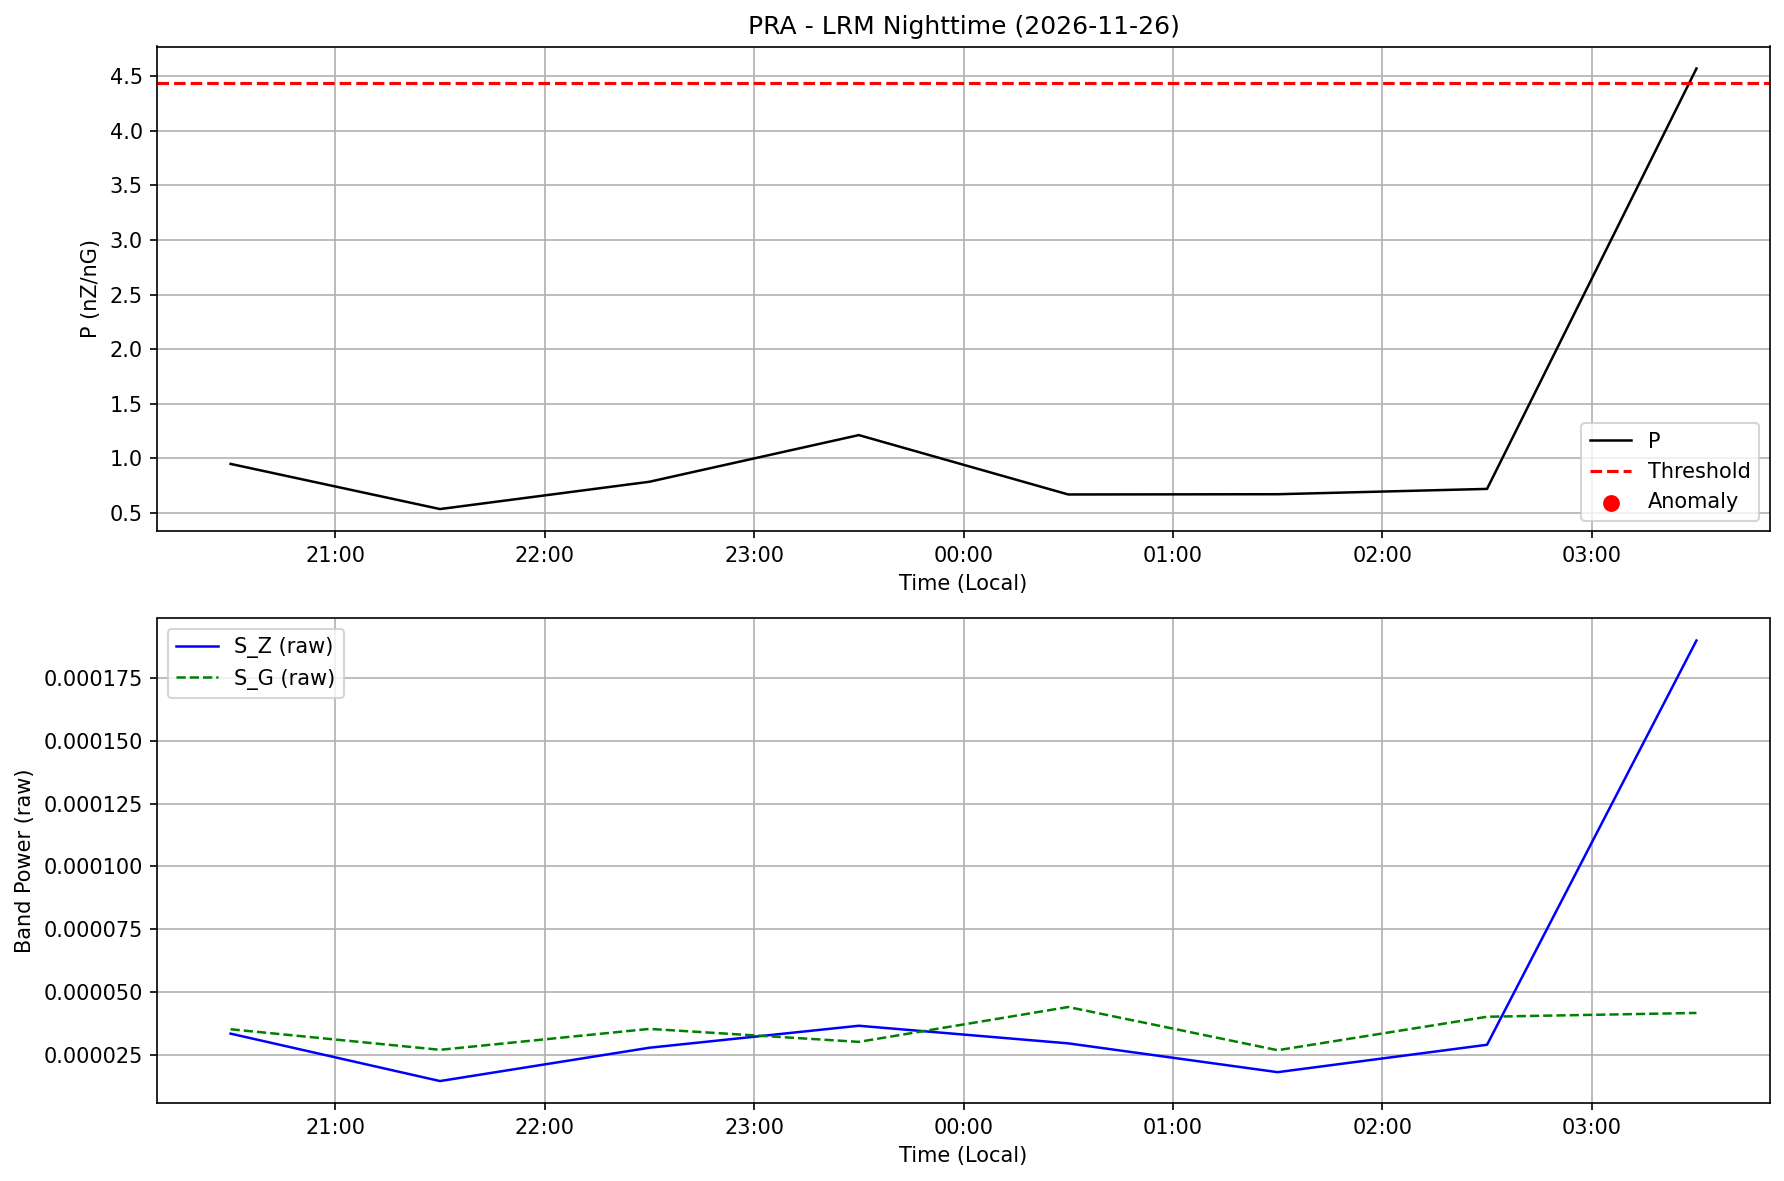 PRA - LRM Nighttime (2026-11-26)
P (nZ/nG)
4.5
4.0
3.5
3.0
2.5
2.0
1.5
1.0
0.5
P
Threshold
Anomaly
21:00 22:00 23:00 00:00 01:00 02:00 03:00
Time (Local)
S_Z (raw)
S_G (raw)
Band Power (raw)
0.000175
0.000150
0.000125
0.000100
0.000075
0.000050
0.000025
21:00 22:00 23:00 00:00 01:00 02:00 03:00
Time (Local)